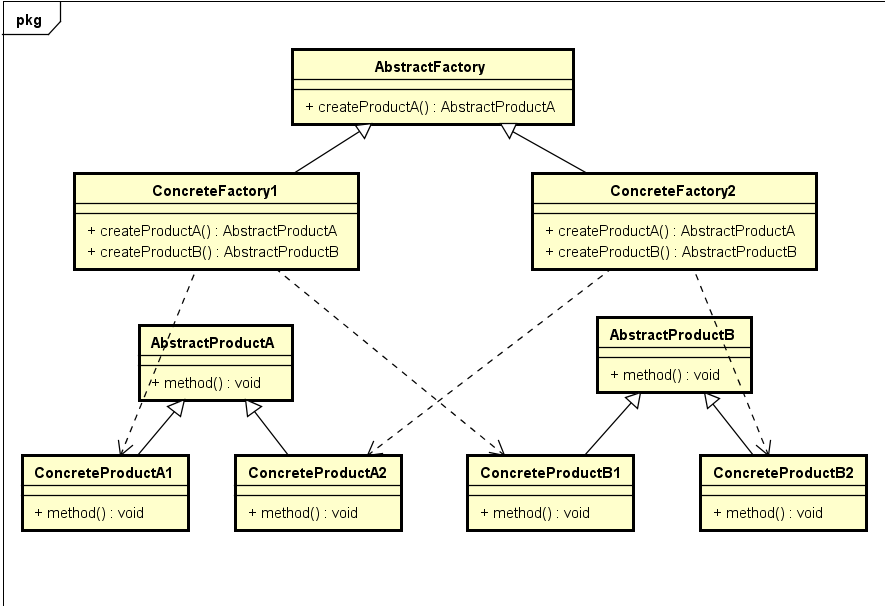 pkg
AbstractFactory
+ createProductA() : AbstractProductA
ConcreteFactory1
+ createProductA() : AbstractProductA
+ createProductB() : AbstractProductB
ConcreteFactory2
+ createProductA() : AbstractProductA
+ createProductB() : AbstractProductB
AbstractProductA
+ method() : void
AbstractProductB
+ method() : void
ConcreteProductA1
+ method() : void
ConcreteProductA2
+ method() : void
ConcreteProductB1
+ method() : void
ConcreteProductB2
+ method() : void